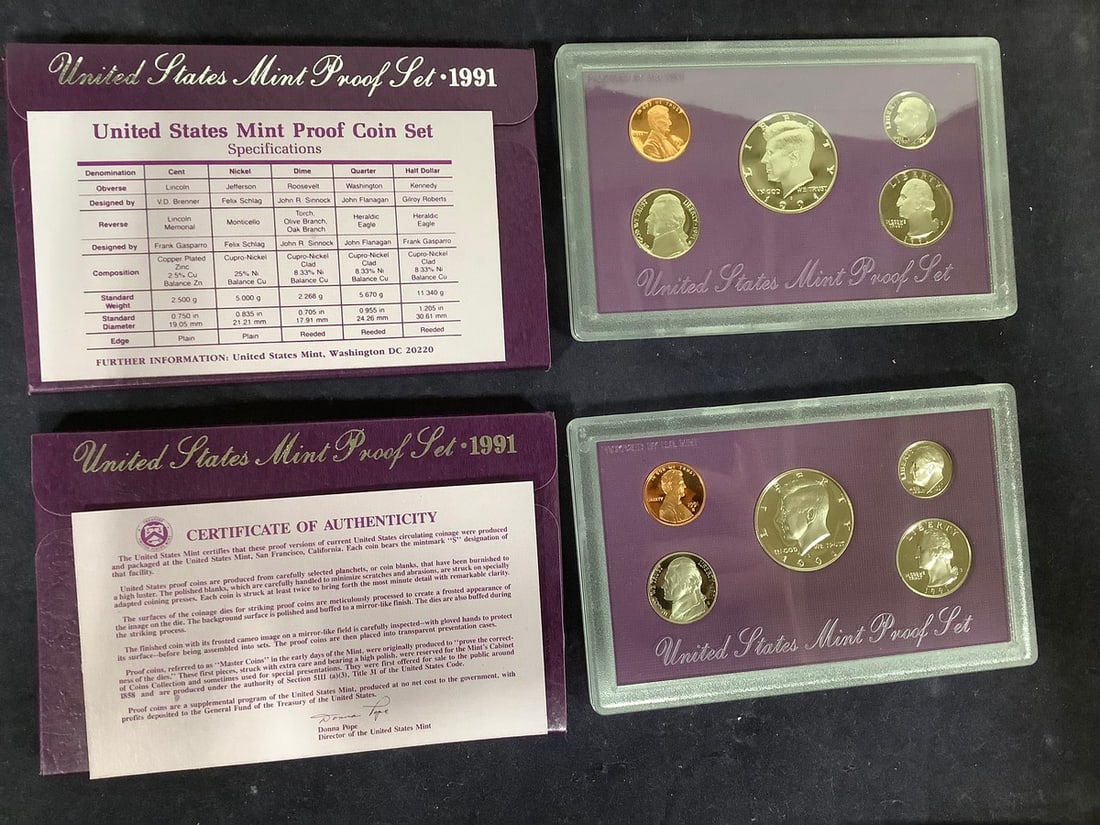 United States Mint Proof Set • 1991
United States Mint Proof Coin Set
Specifications
Denomination Cent Nickel Dime Quarter Half Dollar
Obverse Lincoln Jefferson Roosevelt Washington Kennedy
Designed by V.D. Brenner Felix Schlag John R. Sinnock John Flanagan Gilroy Roberts
Reverse Lincoln Memorial Monticello Torch, Olive Branch, Oak Branch Heraldic Eagle Heraldic Eagle
Designed by Frank Gasparro Felix Schlag John R. Sinnock John Flanagan Frank Gasparro
Composition Copper Plated Zinc 2.5% Cu Balance Zn Cupro-Nickel 25% Ni Balance Cu Cupro-Nickel Clad 8.33% Ni Balance Cu Cupro-Nickel Clad 8.33% Ni Balance Cu Cupro-Nickel Clad 8.33% Ni Balance Cu
Standard Weight 2.500 g 5.000 g 2.268 g 5.670 g 11.340 g
Standard Diameter 0.750 in 19.05 mm 0.835 in 21.21 mm 0.705 in 17.91 mm 0.955 in 24.26 mm 1.205 in 30.61 mm
Edge Plain Plain Reeded Reeded Reeded
FURTHER INFORMATION: United States Mint, Washington DC 20220
LIBERTY
IN GOD WE TRUST
LIBERTY
LIBERTY
United States Mint Proof Set
United States Mint Proof Set • 1991
CERTIFICATE OF AUTHENTICITY
The United States Mint certifies that these proof versions of current United States circulating coinage were produced
and packaged at the United States Mint, San Francisco, California. Each coin bears the mintmark "S" designation of
that facility.
United States proof coins are produced from carefully selected planchets, or coin blanks, that have been burnished to
a high luster. The polished blanks, which are carefully handled to minimize scratches and abrasions, are struck on specially
adapted coining presses. Each coin is struck at least twice to bring forth the most minute detail with remarkable clarity.
The surfaces of the coinage dies for striking proof coins are meticulously processed to create a frosted appearance of
the image on the die. The background surface is polished and buffed to a mirror-like finish. The dies are also buffed during
the striking process.
The finished coin with its frosted cameo image on a mirror-like field is carefully inspected—with gloved hands to protect
its surface—before being assembled into sets. The proof coins are then placed into transparent presentation cases.
Proof coins, referred to as "Master Coins" in the early days of the Mint, were originally produced to "prove the correct-
ness of the dies." These first pieces, struck with extra care and bearing a high polish, were reserved for the Mint's Cabinet
of Coins Collection and sometimes used for special presentations. They were first offered for sale to the public around
1858 and are produced under the authority of Section 5111 (a)(3), Title 31 of the United States Code.
Proof coins are a supplemental program of the United States Mint, produced at no net cost to the government, with
profits deposited to the General Fund of the Treasury of the United States.
Donna Pope
Donna Pope
Director of the United States Mint
LIBERTY
LIBERTY
LIBERTY
IN GOD WE TRUST
LIBERTY
United States Mint Proof Set